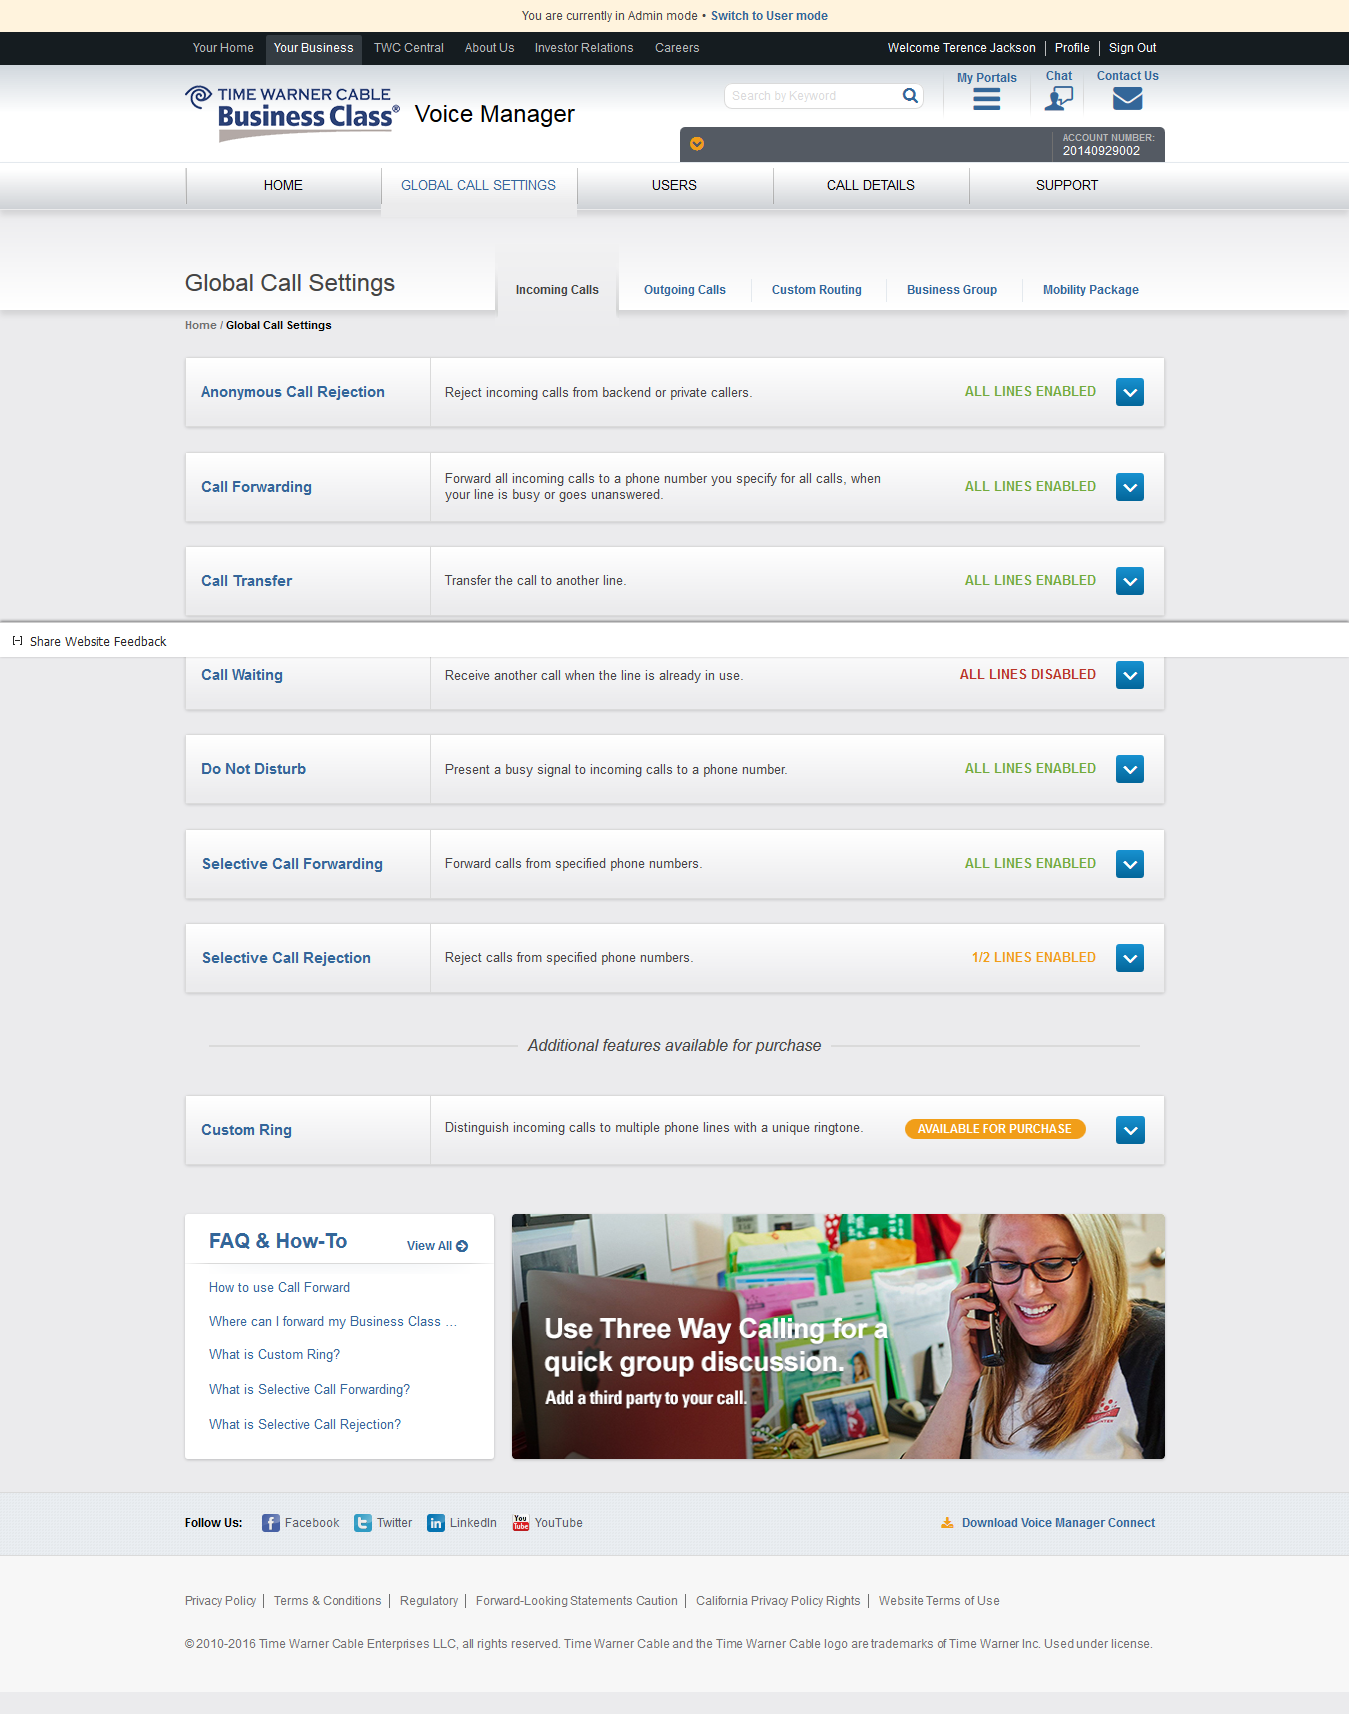 You are currently in Admin mode • Switch to User mode
Your Home Your Business TWC Central About Us Investor Relations Careers Welcome Terence Jackson Profile Sign Out
TIME WARNER CABLE
Business Class®
Voice Manager
Search by Keyword
My Portals
Chat
Contact Us
ACCOUNT NUMBER:
20140929002
HOME GLOBAL CALL SETTINGS USERS CALL DETAILS SUPPORT
Global Call Settings
Incoming Calls Outgoing Calls Custom Routing Business Group Mobility Package
Home / Global Call Settings
Anonymous Call Rejection
Reject incoming calls from backend or private callers.
ALL LINES ENABLED
Call Forwarding
Forward all incoming calls to a phone number you specify for all calls, when
your line is busy or goes unanswered.
ALL LINES ENABLED
Call Transfer
Transfer the call to another line.
ALL LINES ENABLED
[-] Share Website Feedback
Call Waiting
Receive another call when the line is already in use.
ALL LINES DISABLED
Do Not Disturb
Present a busy signal to incoming calls to a phone number.
ALL LINES ENABLED
Selective Call Forwarding
Forward calls from specified phone numbers.
ALL LINES ENABLED
Selective Call Rejection
Reject calls from specified phone numbers.
1/2 LINES ENABLED
Additional features available for purchase
Custom Ring
Distinguish incoming calls to multiple phone lines with a unique ringtone.
AVAILABLE FOR PURCHASE
FAQ & How-To
View All
How to use Call Forward
Where can I forward my Business Class ...
What is Custom Ring?
What is Selective Call Forwarding?
What is Selective Call Rejection?
Use Three Way Calling for a
quick group discussion.
Add a third party to your call.
Follow Us: Facebook Twitter LinkedIn You Tube YouTube
Download Voice Manager Connect
Privacy Policy Terms & Conditions Regulatory Forward-Looking Statements Caution California Privacy Policy Rights Website Terms of Use
© 2010-2016 Time Warner Cable Enterprises LLC, all rights reserved. Time Warner Cable and the Time Warner Cable logo are trademarks of Time Warner Inc. Used under license.